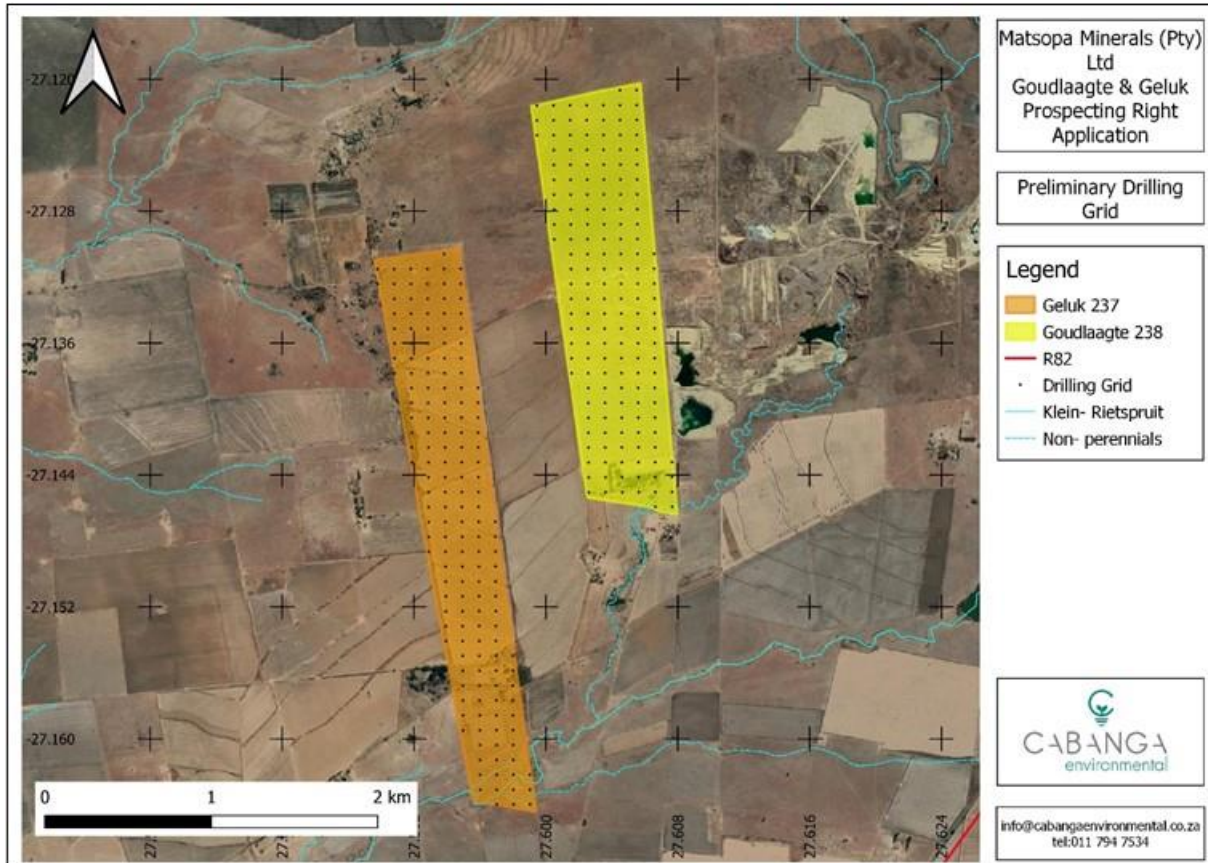 Matsopa Minerals (Pty)
Ltd
Goudlaagte & Geluk
Prospecting Right
Application
Preliminary Drilling
Grid
Legend
Geluk 237
Goudlaagte 238
R82
Drilling Grid
Klein- Rietspruit
Non- perennials
-27.120
-27.128
-27.136
-27.144
-27.152
-27.160
0 1 2 km
27.600
27.608
27.616
27.624
CABANGA
environmental
info@cabangaenvironmental.co.za
tel:011 794 7534